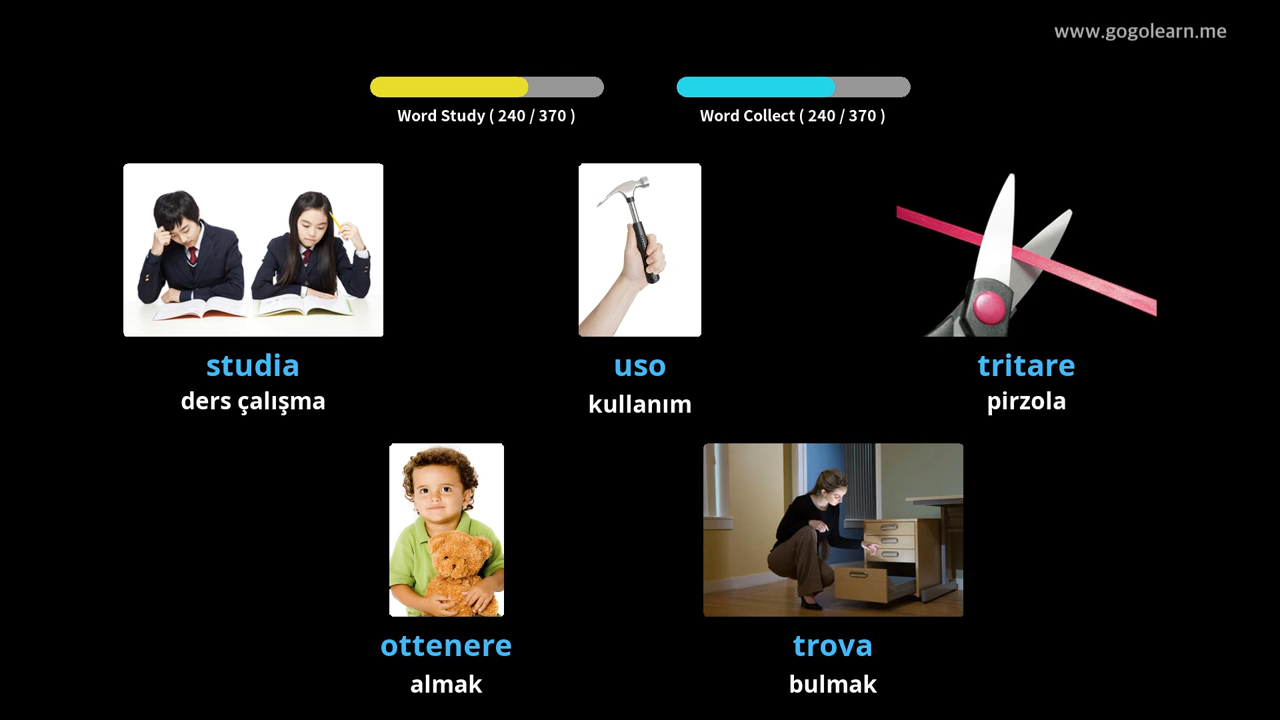 www.gogolearn.me
Word Study ( 240 / 370 )
Word Collect ( 240 / 370 )
studia
ders çalışma
uso
kullanım
tritare
pirzola
ottenere
almak
trova
bulmak